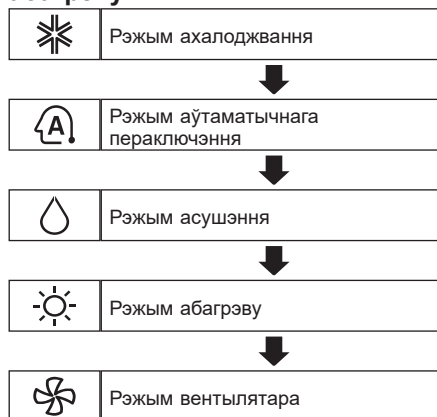 Рэжым ахалоджвання
A
Рэжым аўтаматычнага
пераключэння
Рэжым асушэння
Рэжым абагрэву
Рэжым вентылятара